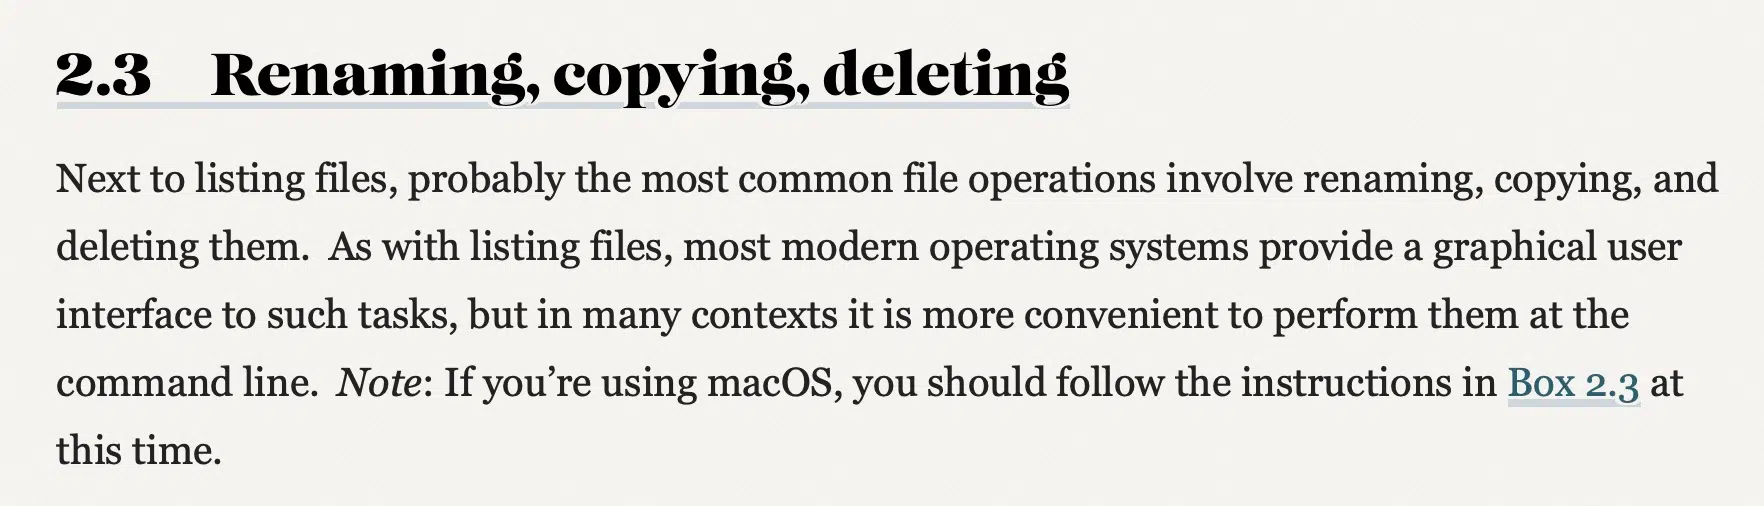 2.3 Renaming, copying, deleting
Next to listing files, probably the most common file operations involve renaming, copying, and
deleting them. As with listing files, most modern operating systems provide a graphical user
interface to such tasks, but in many contexts it is more convenient to perform them at the
command line. Note: If you’re using macOS, you should follow the instructions in Box 2.3 at
this time.